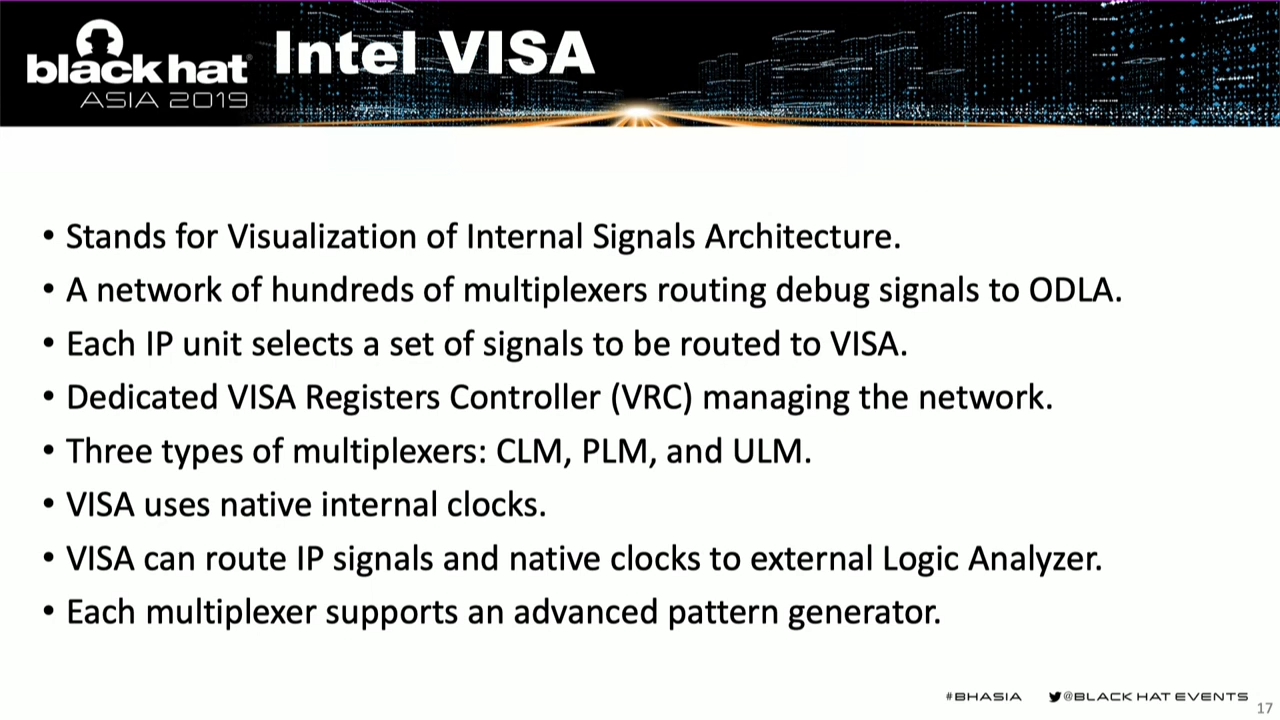 black hat
ASIA 2019
Intel VISA
• Stands for Visualization of Internal Signals Architecture.
• A network of hundreds of multiplexers routing debug signals to ODLA.
• Each IP unit selects a set of signals to be routed to VISA.
• Dedicated VISA Registers Controller (VRC) managing the network.
• Three types of multiplexers: CLM, PLM, and ULM.
• VISA uses native internal clocks.
• VISA can route IP signals and native clocks to external Logic Analyzer.
• Each multiplexer supports an advanced pattern generator.
#BHASIA @BLACK HAT EVENTS
17